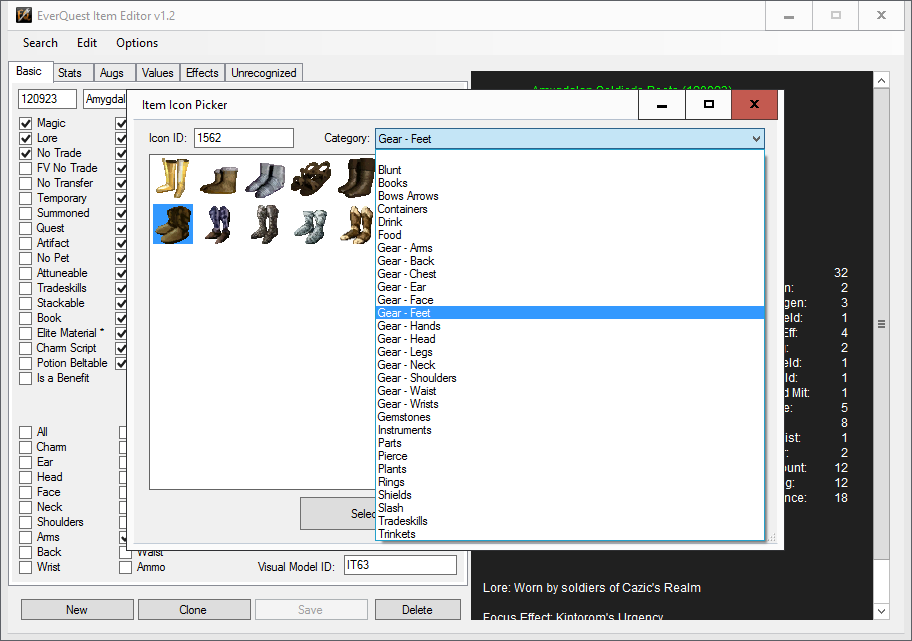 EverQuest Item Editor v1.2
Search Edit Options
Basic Stats Augs Values Effects Unrecognized
120923
Item Icon Picker
Icon ID: 1562 Category: Gear - Feet
Blunt
Books
Bows Arrows
Containers
Drink
Food
Gear - Arms
Gear - Back
Gear - Chest
Gear - Ear
Gear - Face
Gear - Feet
Gear - Hands
Gear - Head
Gear - Legs
Gear - Neck
Gear - Shoulders
Gear - Waist
Gear - Wrists
Gemstones
Instruments
Parts
Pierce
Plants
Rings
Shields
Slash
Tradeskills
Trinkets
Magic
Lore
No Trade
FV No Trade
No Transfer
Temporary
Summoned
Quest
Artifact
No Pet
Attuneable
Tradeskills
Stackable
Book
Elite Material *
Charm Script
Potion Beltable
Is a Benefit
All
Charm
Ear
Head
Face
Neck
Shoulders
Arms
Back Waist
Wrist Ammo
Visual Model ID: IT63
New Clone Save Delete
32
n: 2
gen: 3
eld: 1
Eff: 4
: 2
eld: 1
ld: 1
d Mit: 1
e: 5
8
ist: 1
r: 2
ount: 12
g: 12
nce: 18
Lore: Worn by soldiers of Cazic's Realm
Focus Effect: Kintorom's Urgency